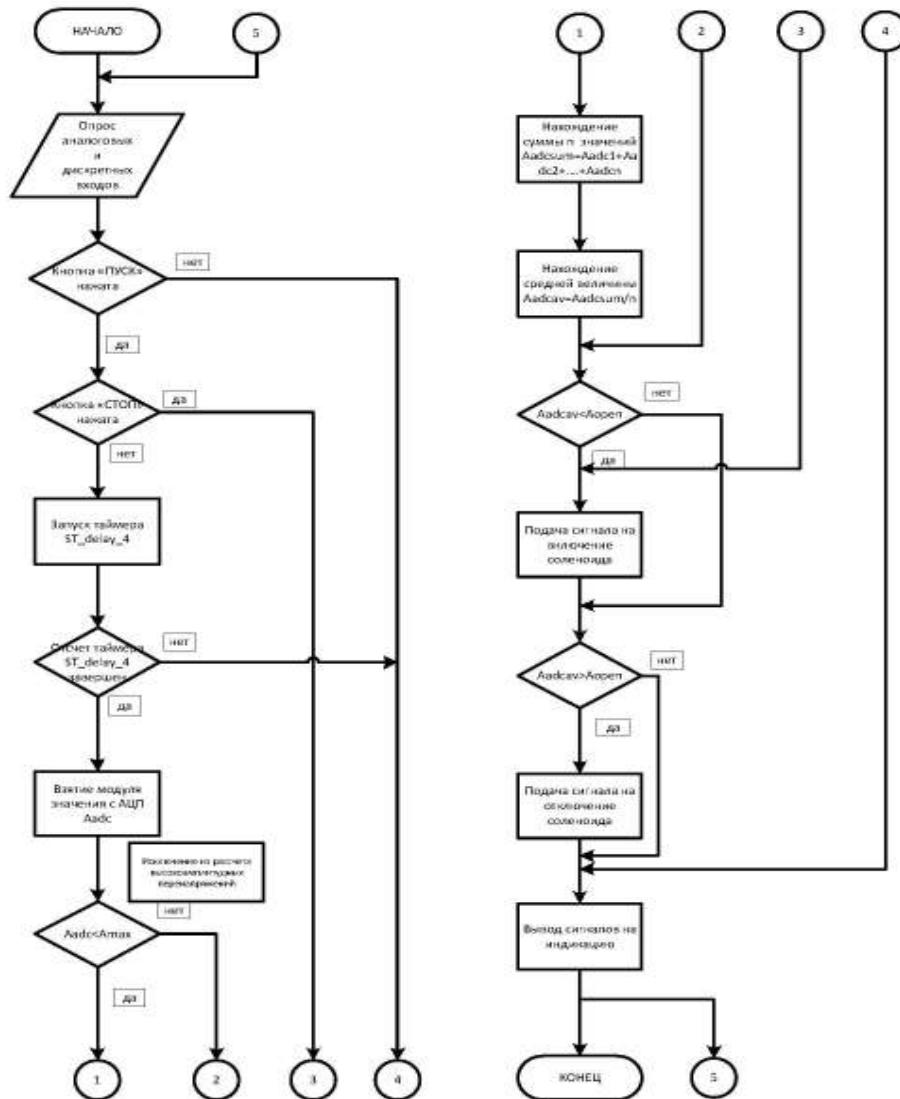 НАЧАЛО
5
Опрос
аналоговых
и
дискретных
входов
Кнопка «ПУСК»
нажата
нет
да
Кнопка «СТОП»
нажата
да
нет
Запуск таймера
ST_delay_4
Отсчет таймера
ST_delay_4
завершен
нет
да
Взятие модуля
значения с АЦП
Aadc
Исключение из рассчета
высокоамплитудных
перенапряжений
Aadc<Amax
нет
да
1
2
3
4
1
2
3
4
Нахождение
суммы n значений
Aadcsum=Aadc1+Aa
dc2+....+Aadcn
Нахождение
средней величины
Aadcav=Aadcsum/n
Aadcav<Aореп
нет
да
Подача сигнала на
включение
соленоида
Aadcav>Aореп
нет
да
Подача сигнала на
отключение
соленоида
Вывод сигналов на
индикацию
КОНЕЦ
5